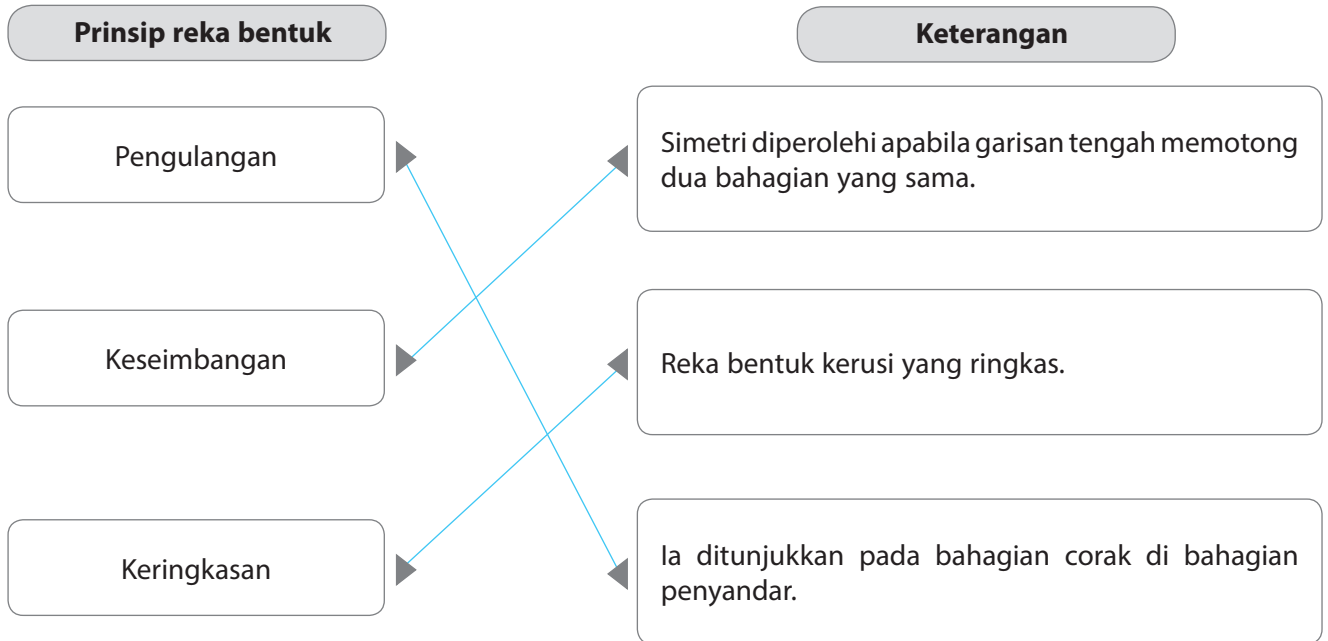 Prinsip reka bentuk
Keterangan
Pengulangan
Simetri diperolehi apabila garisan tengah memotong
dua bahagian yang sama.
Keseimbangan
Reka bentuk kerusi yang ringkas.
Keringkasan
Ia ditunjukkan pada bahagian corak di bahagian
penyandar.